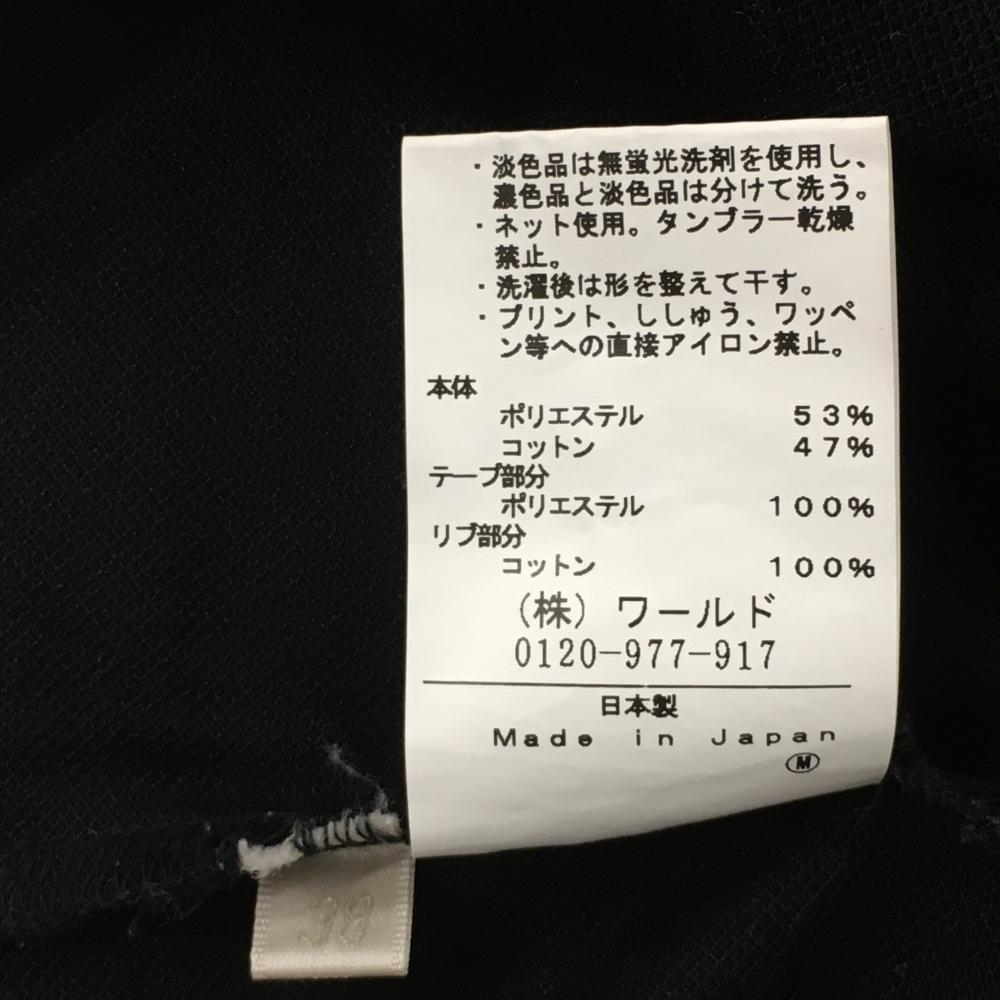 ・淡色品は無蛍光洗剤を使用し、
濃色品と淡色品は分けて洗う。
・ネット使用。タンブラー乾燥
禁止。
・洗濯後は形を整えて干す。
・プリント、ししゅう、ワッペ
ン等への直接アイロン禁止。
本体
ポリエステル 53%
コットン 47%
テープ部分
ポリエステル 100%
リブ部分
コットン 100%
(株) ワールド
0120-977-917
日本製
Made in Japan
M
38